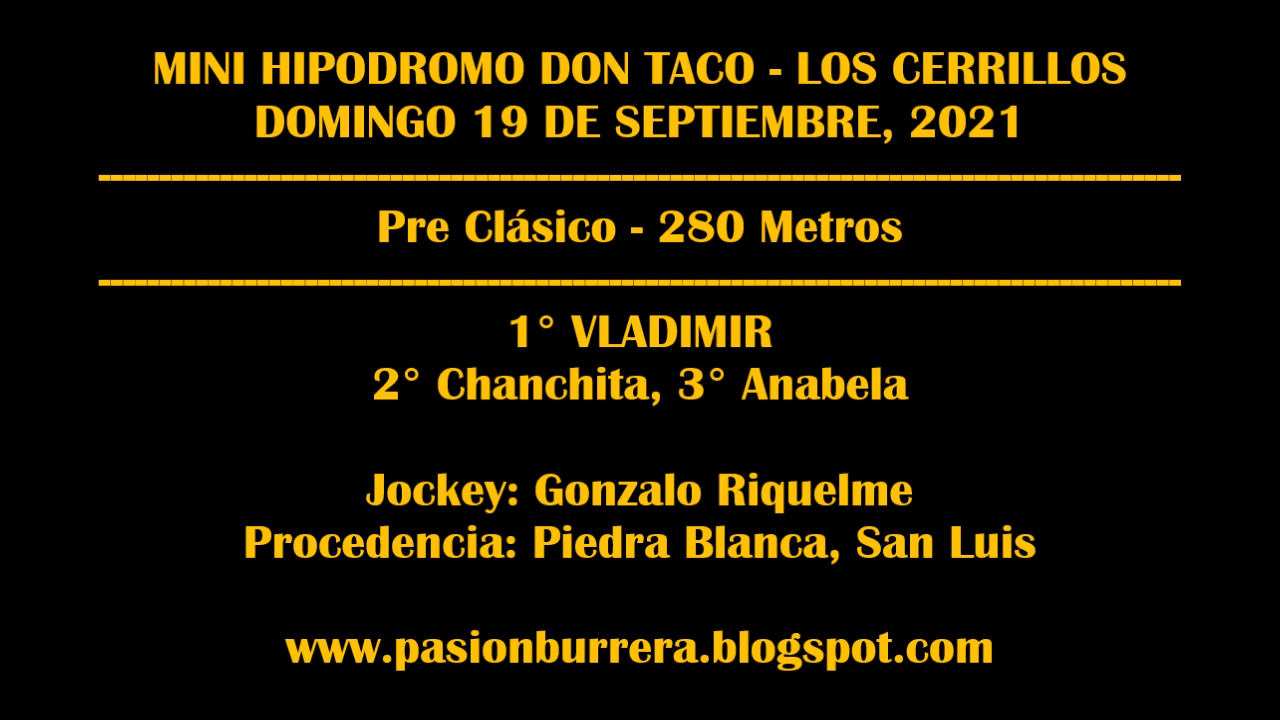 MINI HIPODROMO DON TACO - LOS CERRILLOS
DOMINGO 19 DE SEPTIEMBRE, 2021
Pre Clásico - 280 Metros
1° VLADIMIR
2° Chanchita, 3° Anabela
Jockey: Gonzalo Riquelme
Procedencia: Piedra Blanca, San Luis
www.pasionburrera.blogspot.com